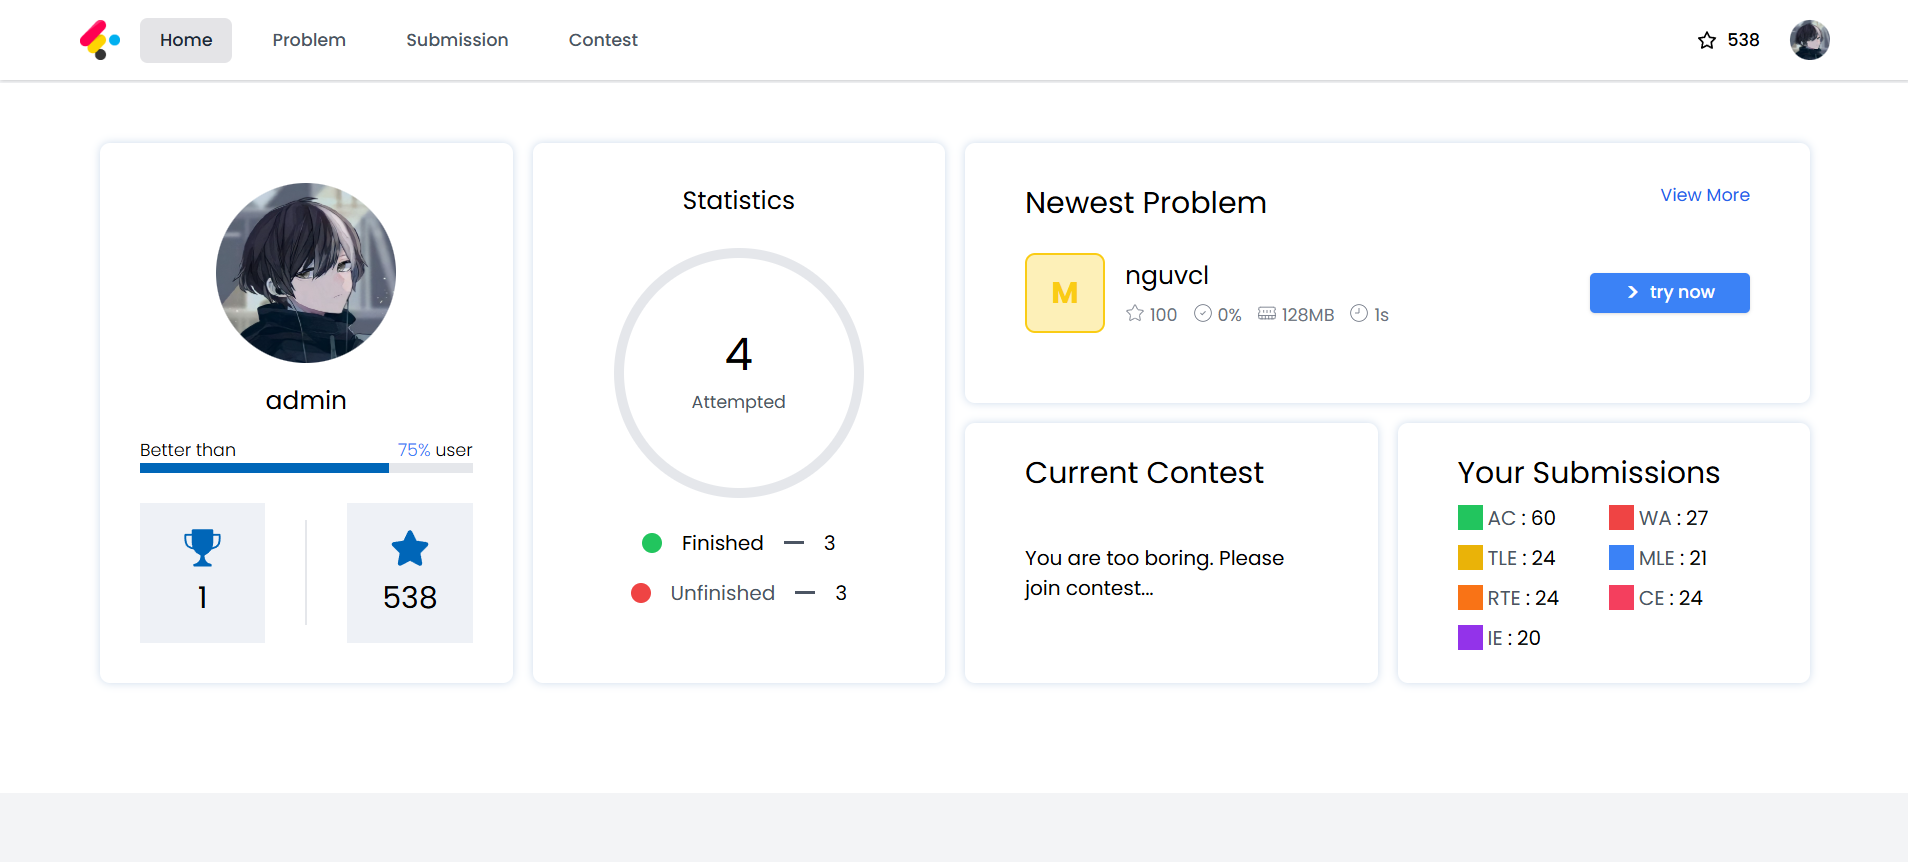 Home Problem Submission Contest 538
admin
Better than 75% user
1 538
Statistics
4
Attempted
Finished — 3
Unfinished — 3
Newest Problem View More
M nguvcl
100 0% 128MB 1s
try now
Current Contest
You are too boring. Please
join contest...
Your Submissions
AC : 60 WA : 27
TLE : 24 MLE : 21
RTE : 24 CE : 24
IE : 20